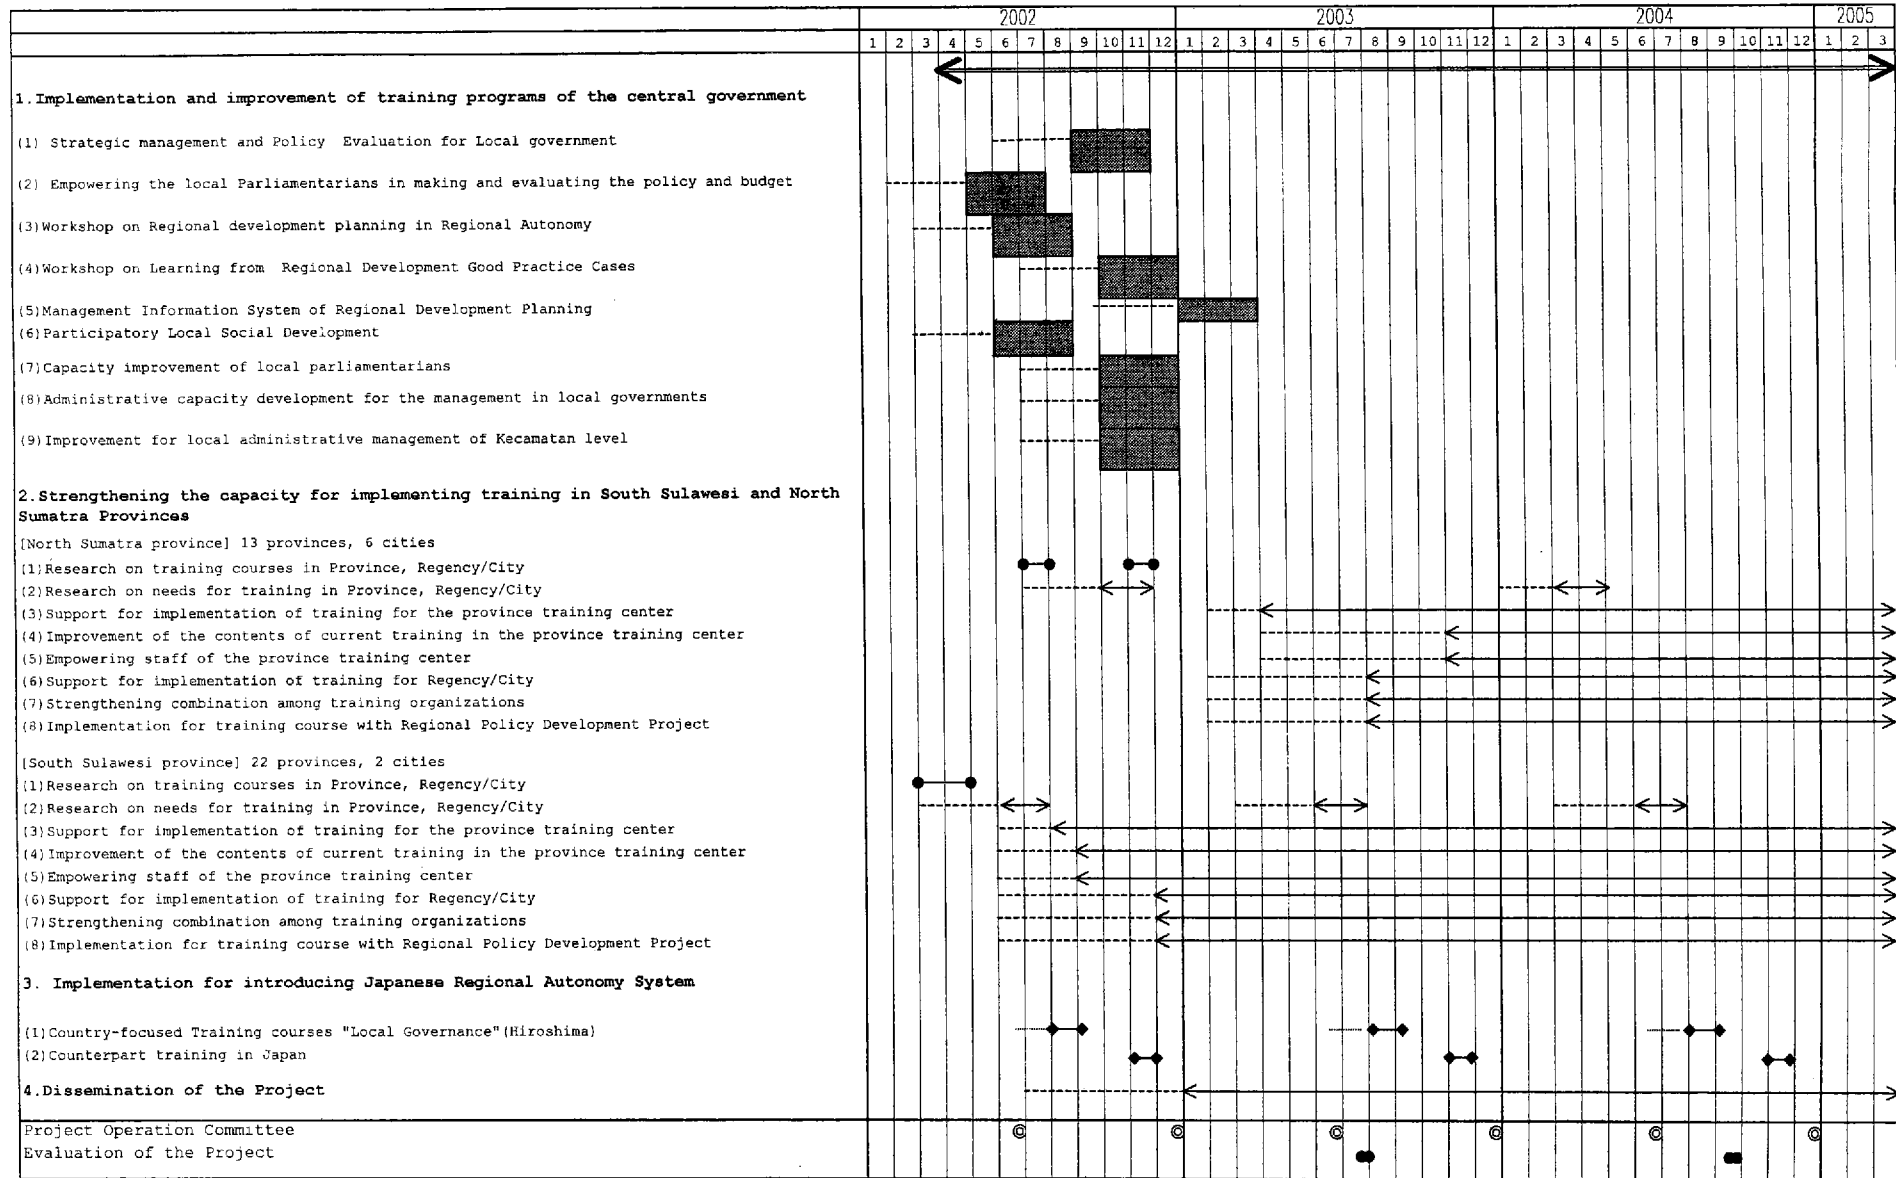 2002 2003 2004 2005
1 2 3 4 5 6 7 8 9 10 11 12 1 2 3 4 5 6 7 8 9 10 11 12 1 2 3 4 5 6 7 8 9 10 11 12 1 2 3
1.Implementation and improvement of training programs of the central government
(1) Strategic management and Policy Evaluation for Local government
(2) Empowering the local Parliamentarians in making and evaluating the policy and budget
(3)Workshop on Regional development planning in Regional Autonomy
(4)Workshop on Learning from Regional Development Good Practice Cases
(5)Management Information System of Regional Development Planning
(6)Participatory Local Social Development
(7)Capacity improvement of local parliamentarians
(8)Administrative capacity development for the management in local governments
(9)Improvement for local administrative management of Kecamatan level
2.Strengthening the capacity for implementing training in South Sulawesi and North
Sumatra Provinces
[North Sumatra province] 13 provinces, 6 cities
(1)Research on training courses in Province, Regency/City
(2)Research on needs for training in Province, Regency/City
(3)Support for implementation of training for the province training center
(4)Improvement of the contents of current training in the province training center
(5)Empowering staff of the province training center
(6)Support for implementation of training for Regency/City
(7)Strengthening combination among training organizations
(8)Implementation for training course with Regional Policy Development Project
[South Sulawesi province] 22 provinces, 2 cities
(1)Research on training courses in Province, Regency/City
(2)Research on needs for training in Province, Regency/City
(3)Support for implementation of training for the province training center
(4)Improvement of the contents of current training in the province training center
(5)Empowering staff of the province training center
(6)Support for implementation of training for Regency/City
(7)Strengthening combination among training organizations
(8)Implementation for training course with Regional Policy Development Project
3. Implementation for introducing Japanese Regional Autonomy System
(1)Country-focused Training courses "Local Governance"(Hiroshima)
(2)Counterpart training in Japan
4.Dissemination of the Project
Project Operation Committee
Evaluation of the Project